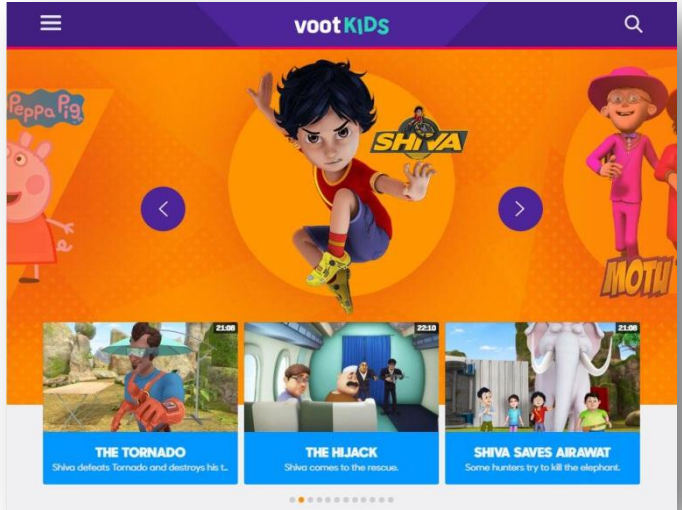 voot KIDS
Peppa Pig
SHIVA
MOTU
21:08
22:10
21:08
THE TORNADO
Shiva defeats Tornado and destroys his t...
THE HIJACK
Shiva comes to the rescue.
SHIVA SAVES AIRAWAT
Some hunters try to kill the elephant.